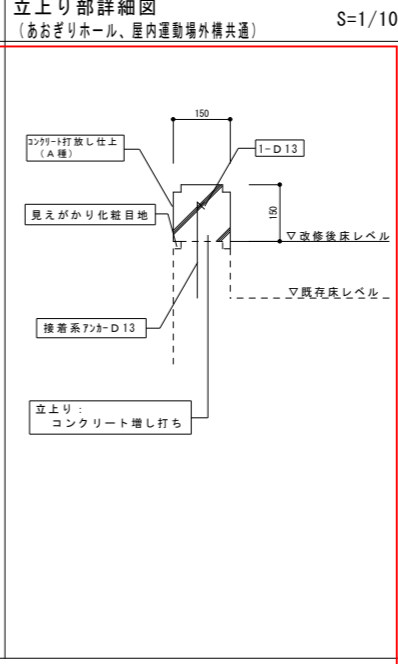 立上り部詳細図
(あおぎりホール、屋内運動場外構共通)
S=1/10
150
コンクリート打放し仕上
(A種)
1-D13
見えがかり化粧目地
150
▽改修後床レベル
▽既存床レベル
接着系アンカーD13
立上り:
コンクリート増し打ち